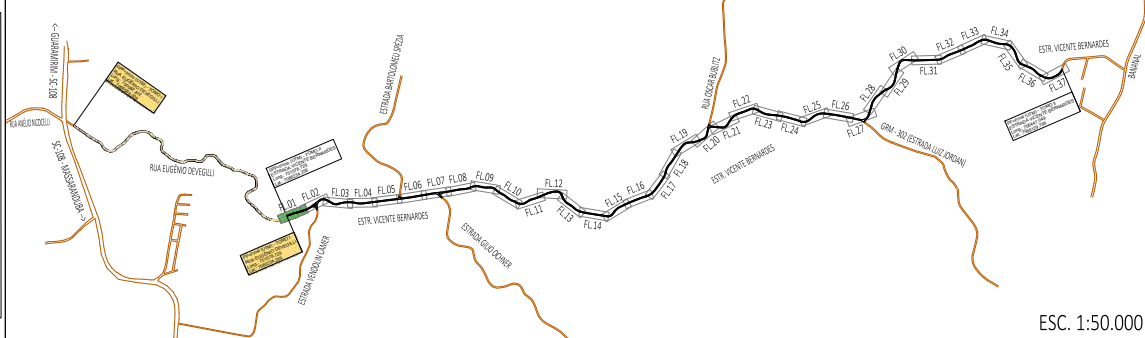 <- GUARAMIRIM - SC-108
RUA ANÉLIO NICOCELLI
SC-108 - MASSARANDUBA ->
RUA EUGÊNIO DEVEGILLI
ESTRADA VENDOLIN CAMER
ESTRADA BARTOLOMEU SPÉZIA
ESTR. VICENTE BERNARDES
ESTRADA GILIO OCHNER
RUA OSCAR BUBLITZ
ESTR. VICENTE BERNARDES
GRM - 302 (ESTRADA LUIZ JORDAN)
ESTR. VICENTE BERNARDES
BANANAL
FL.01
FL.02
FL.03
FL.04
FL.05
FL.06
FL.07
FL.08
FL.09
FL.10
FL.11
FL.12
FL.13
FL.14
FL.15
FL.16
FL.17
FL.18
FL.19
FL.20
FL.21
FL.22
FL.23
FL.24
FL.25
FL.26
FL.27
FL.28
FL.29
FL.30
FL.31
FL.32
FL.33
FL.34
FL.35
FL.36
FL.37
ESC. 1:50.000